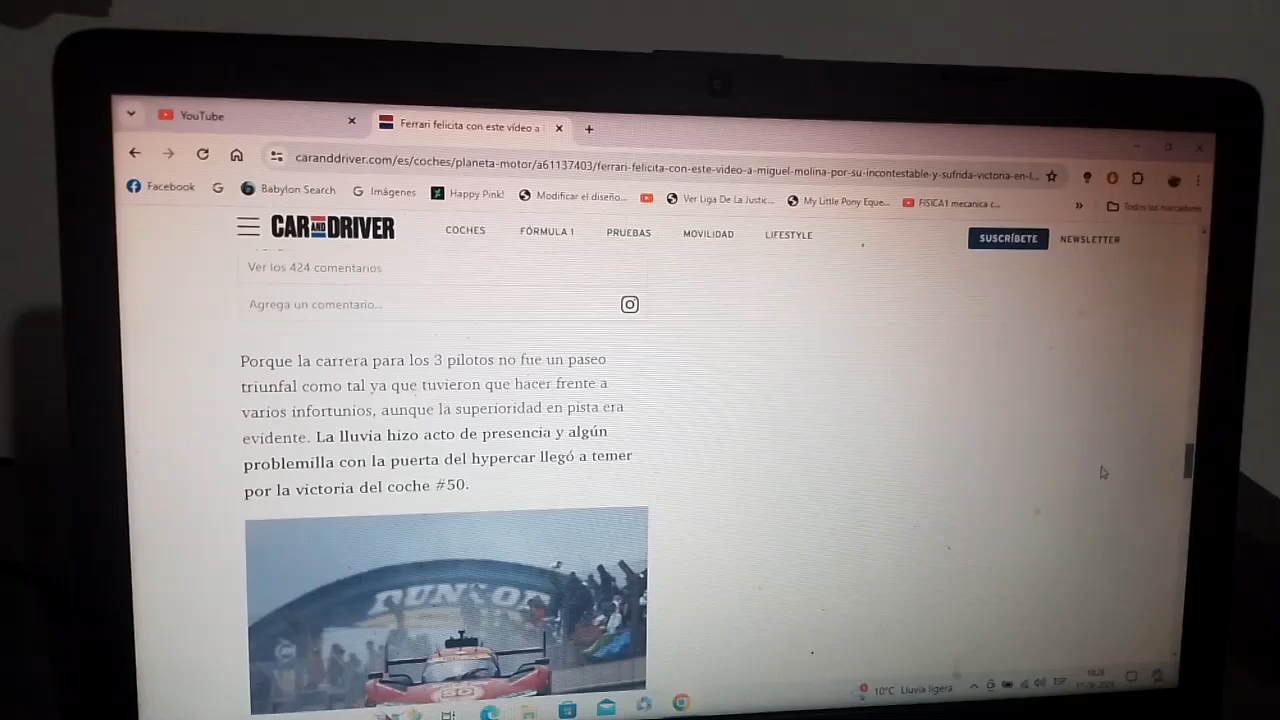 YouTube
Ferrari felicita con este vídeo a
caranddriver.com/es/coches/planeta-motor/a61137403/ferrari-felicita-con-este-video-a-miguel-molina-por-su-incontestable-y-sufrida-victoria-en-l...
Facebook
Babylon Search
Imágenes
Happy Pink!
Modificar el diseño...
Ver Liga De La Justic...
My Little Pony Eque...
FISICA1 mecanica c...
»
Todos los marcadores
CAR AND DRIVER
COCHES
FÓRMULA 1
PRUEBAS
MOVILIDAD
LIFESTYLE
SUSCRÍBETE
NEWSLETTER
Ver los 424 comentarios
Agrega un comentario...
Porque la carrera para los 3 pilotos no fue un paseo
triunfal como tal ya que tuvieron que hacer frente a
varios infortunios, aunque la superioridad en pista era
evidente. La lluvia hizo acto de presencia y algún
problemilla con la puerta del hypercar llegó a temer
por la victoria del coche #50.
DUNLOP
50
10°C Lluvia ligera
ESP